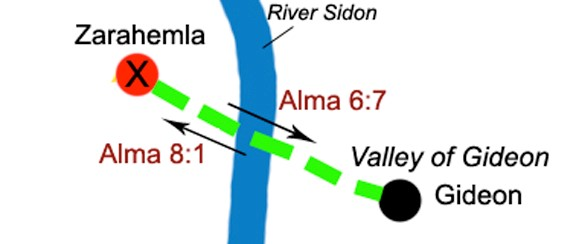 River Sidon
Zarahemla
X
Alma 6:7
Alma 8:1
Valley of Gideon
Gideon